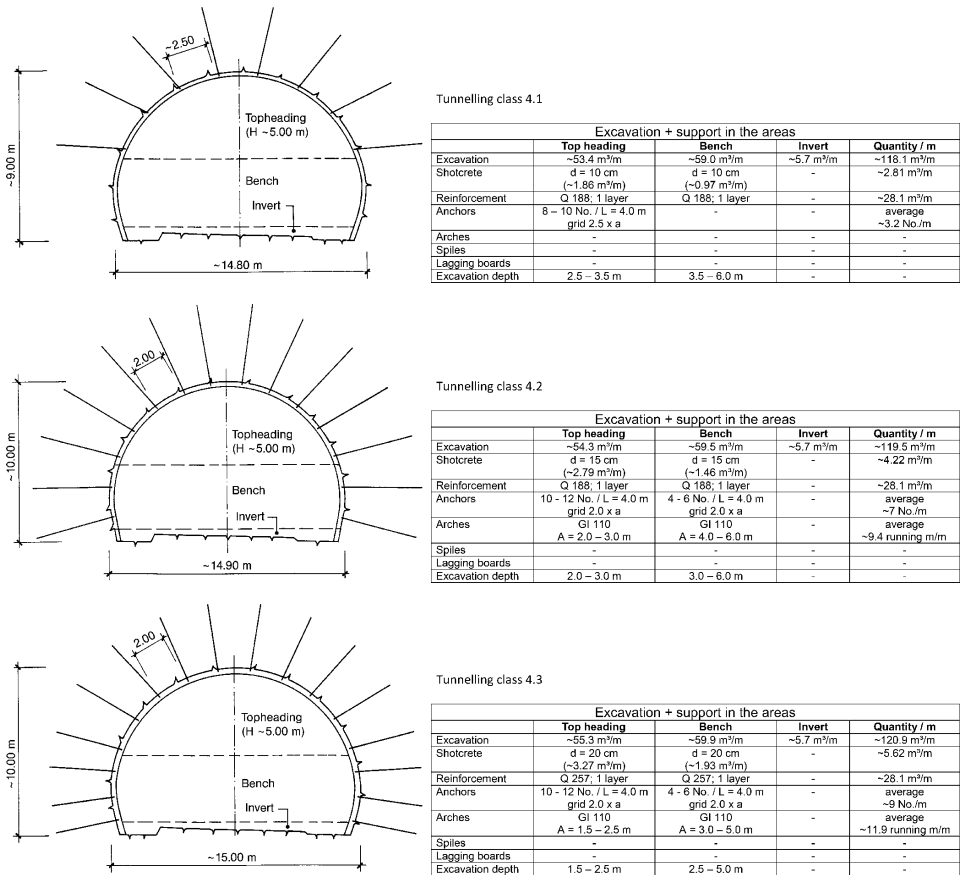 ~2.50
Topheading
(H ~5.00 m)
Bench
Invert
~9.00 m
~14.80 m
Tunnelling class 4.1
Excavation + support in the areas
Top heading Bench Invert Quantity / m
Excavation ~53.4 m³/m ~59.0 m³/m ~5.7 m³/m ~118.1 m³/m
Shotcrete d = 10 cm d = 10 cm - ~2.81 m³/m
(~1.86 m³/m) (~0.97 m³/m)
Reinforcement Q 188; 1 layer Q 188; 1 layer - ~28.1 m³/m
Anchors 8 – 10 No. / L = 4.0 m - - average
grid 2.5 x a ~3.2 No./m
Arches - - - -
Spiles - - - -
Lagging boards - - - -
Excavation depth 2.5 – 3.5 m 3.5 – 6.0 m - -
2.00
Topheading
(H ~5.00 m)
Bench
Invert
~10.00 m
~14.90 m
Tunnelling class 4.2
Excavation + support in the areas
Top heading Bench Invert Quantity / m
Excavation ~54.3 m³/m ~59.5 m³/m ~5.7 m³/m ~119.5 m³/m
Shotcrete d = 15 cm d = 15 cm - ~4.22 m³/m
(~2.79 m³/m) (~1.46 m³/m)
Reinforcement Q 188; 1 layer Q 188; 1 layer - ~28.1 m³/m
Anchors 10 - 12 No. / L = 4.0 m 4 - 6 No. / L = 4.0 m - average
grid 2.0 x a grid 2.0 x a ~7 No./m
Arches GI 110 GI 110 - average
A = 2.0 – 3.0 m A = 4.0 – 6.0 m ~9.4 running m/m
Spiles - - - -
Lagging boards - - - -
Excavation depth 2.0 – 3.0 m 3.0 – 6.0 m - -
2.00
Topheading
(H ~5.00 m)
Bench
Invert
~10.00 m
~15.00 m
Tunnelling class 4.3
Excavation + support in the areas
Top heading Bench Invert Quantity / m
Excavation ~55.3 m³/m ~59.9 m³/m ~5.7 m³/m ~120.9 m³/m
Shotcrete d = 20 cm d = 20 cm - ~5.62 m³/m
(~3.27 m³/m) (~1.93 m³/m)
Reinforcement Q 257; 1 layer Q 257; 1 layer - ~28.1 m³/m
Anchors 10 - 12 No. / L = 4.0 m 4 - 6 No. / L = 4.0 m - average
grid 2.0 x a grid 2.0 x a ~9 No./m
Arches GI 110 GI 110 - average
A = 1.5 – 2.5 m A = 3.0 – 5.0 m ~11.9 running m/m
Spiles - - - -
Lagging boards - - - -
Excavation depth 1.5 – 2.5 m 2.5 – 5.0 m - -